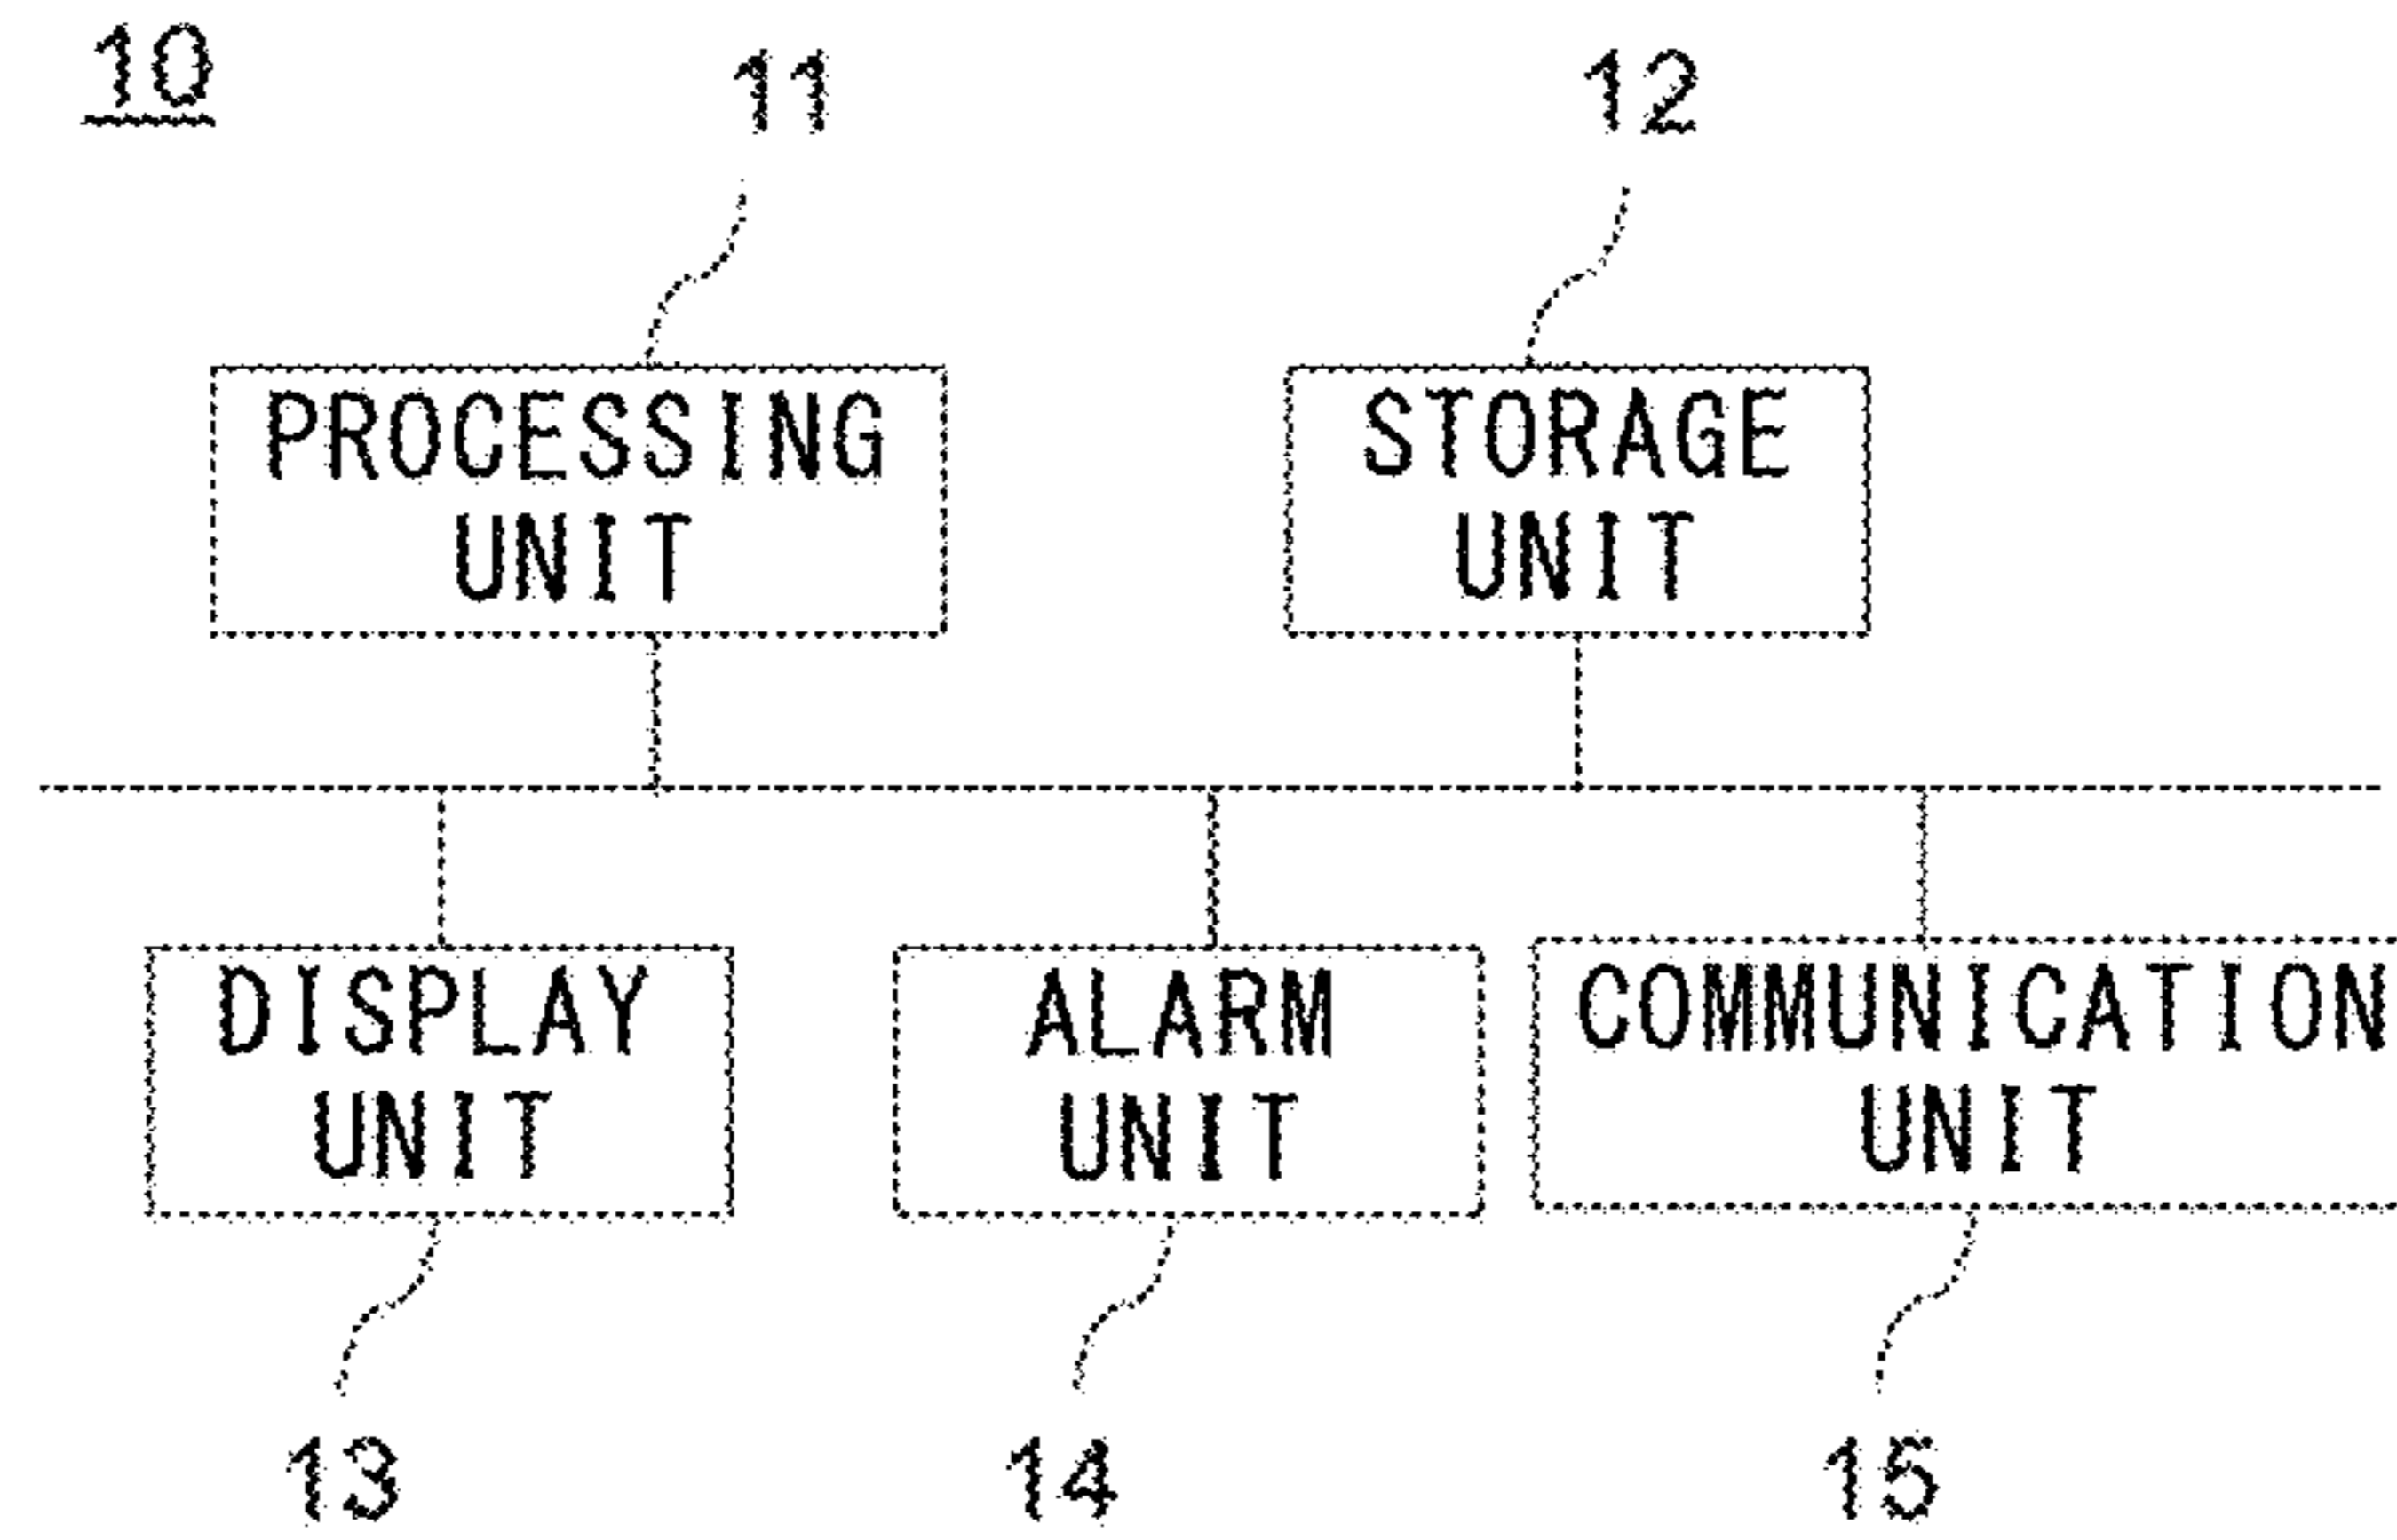 10
11
12
PROCESSING
UNIT
STORAGE
UNIT
DISPLAY
UNIT
ALARM
UNIT
COMMUNICATION
UNIT
13
14
15